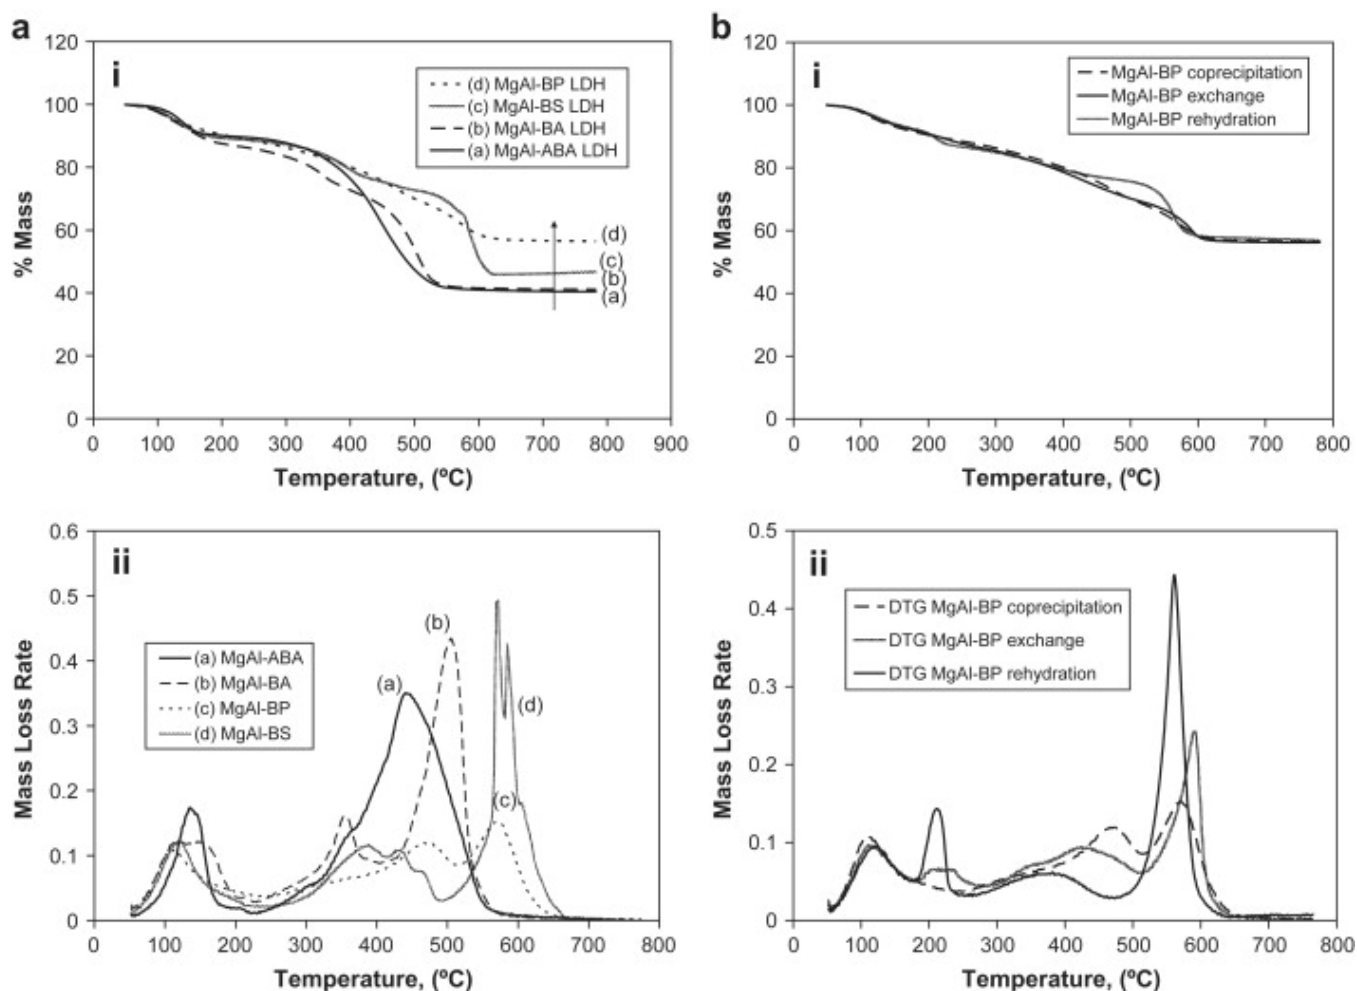 a
i
120
100
80
60
40
20
0
% Mass
(d) MgAl-BP LDH
(c) MgAl-BS LDH
(b) MgAl-BA LDH
(a) MgAl-ABA LDH
(d)
(c)
(b)
(a)
0 100 200 300 400 500 600 700 800 900
Temperature, (ºC)
b
i
120
100
80
60
40
20
0
% Mass
MgAl-BP coprecipitation
MgAl-BP exchange
MgAl-BP rehydration
0 100 200 300 400 500 600 700 800
Temperature, (ºC)
ii
0.6
0.5
0.4
0.3
0.2
0.1
0
Mass Loss Rate
(a) MgAl-ABA
(b) MgAl-BA
(c) MgAl-BP
(d) MgAl-BS
(a)
(b)
(c)
(d)
0 100 200 300 400 500 600 700 800
Temperature, (ºC)
ii
0.5
0.4
0.3
0.2
0.1
0
Mass Loss Rate
DTG MgAl-BP coprecipitation
DTG MgAl-BP exchange
DTG MgAl-BP rehydration
0 100 200 300 400 500 600 700 800
Temperature, (ºC)